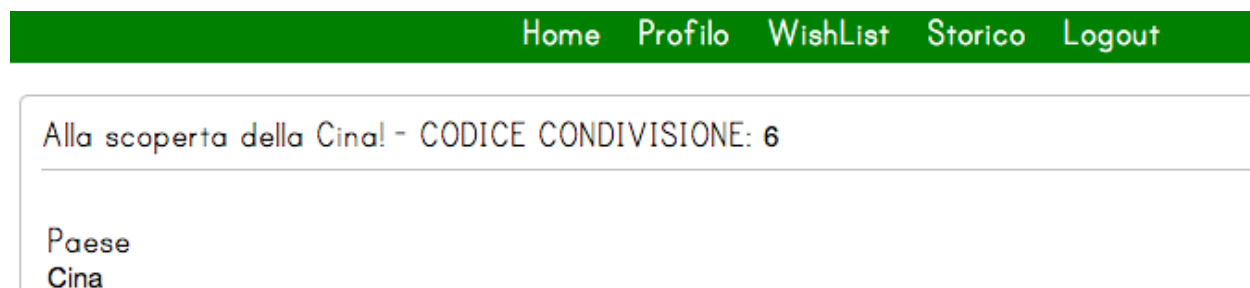 Home Profilo WishList Storico Logout
Alla scoperta della Cina! - CODICE CONDIVISIONE: 6
Paese
Cina